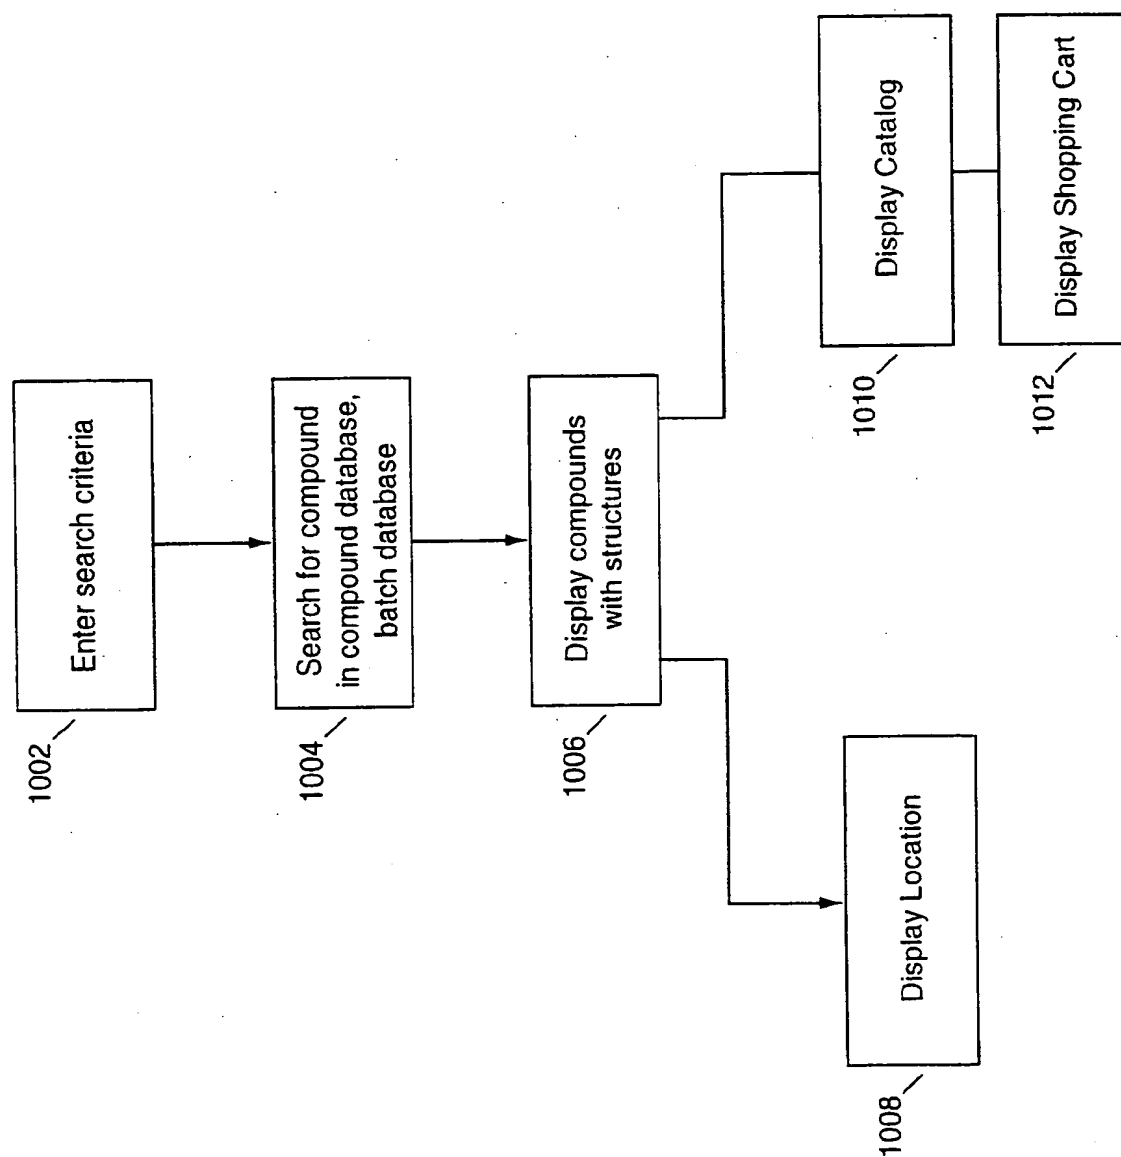 Enter search criteria
1002
Search for compound
in compound database,
batch database
1004
Display compounds
with structures
1006
Display Location
1008
Display Catalog
1010
Display Shopping Cart
1012